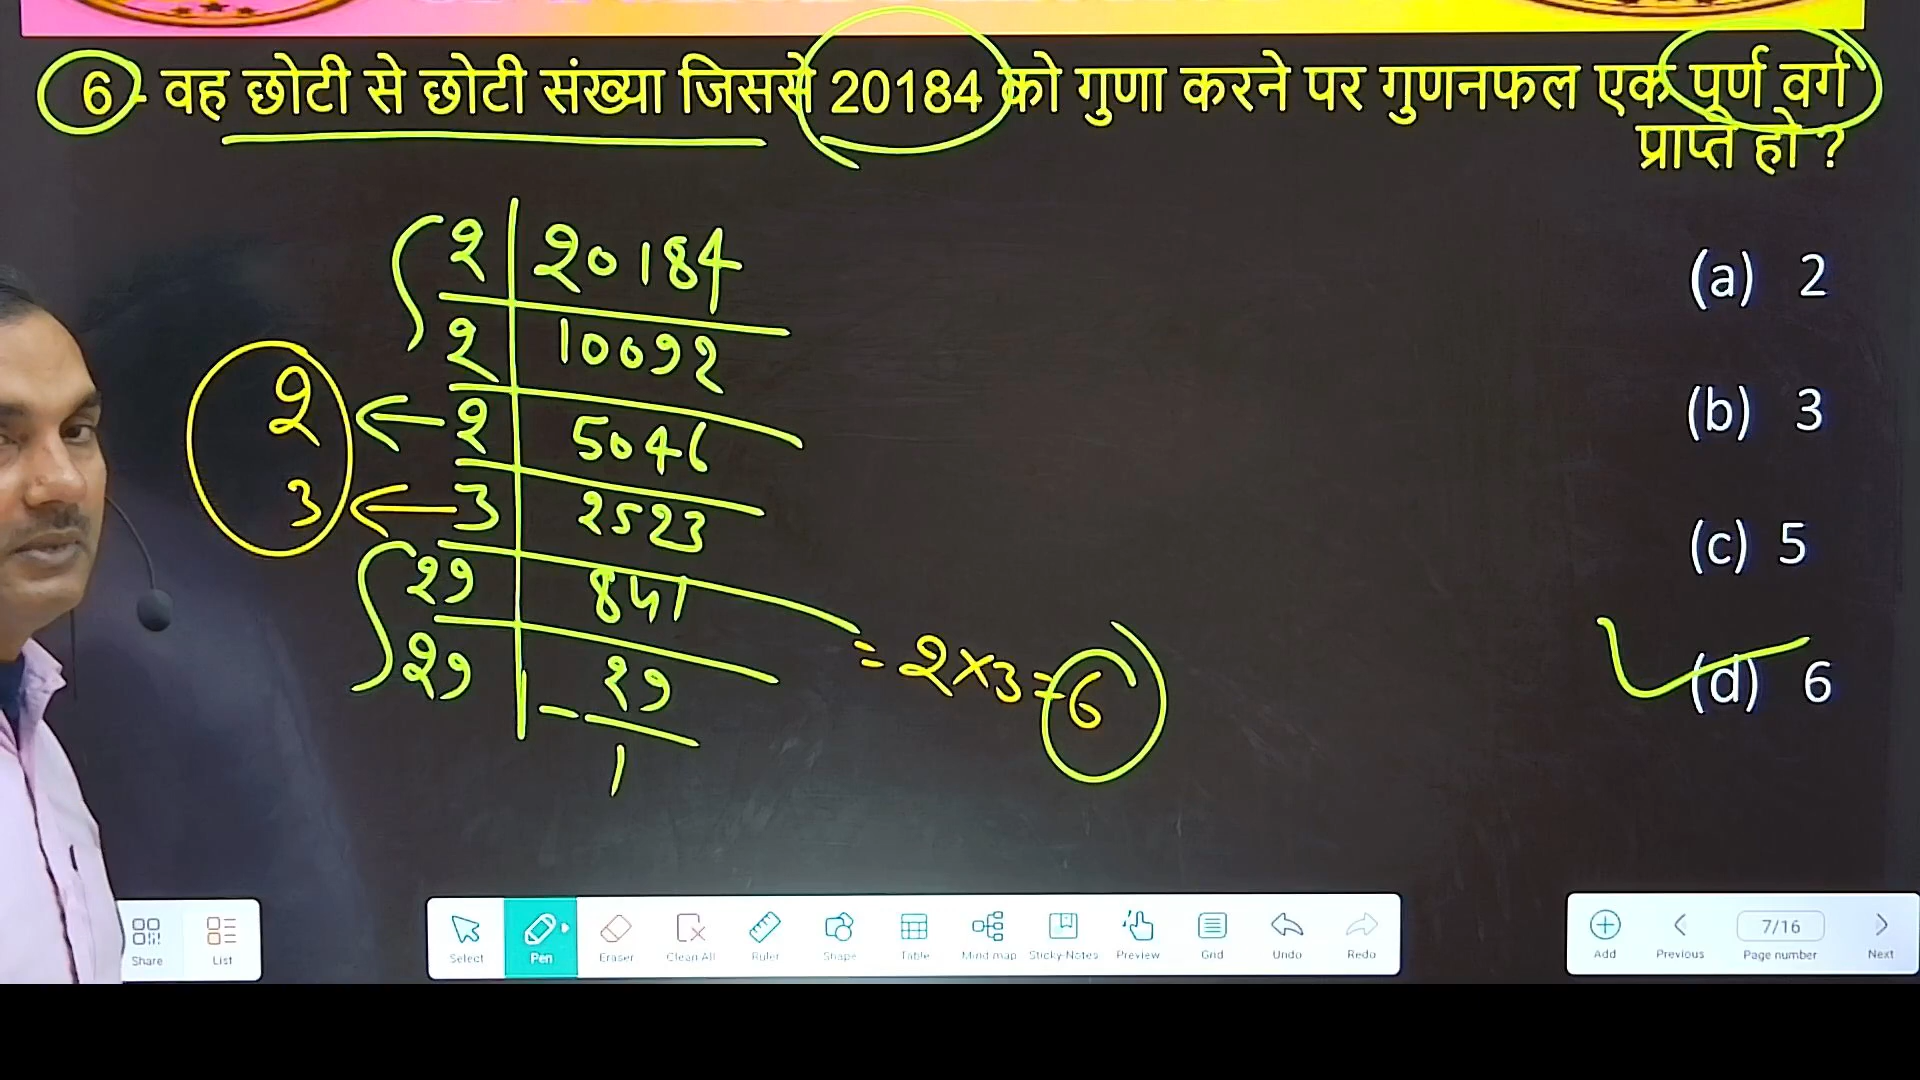 6 - वह छोटी से छोटी संख्या जिससे 20184 को गुणा करने पर गुणनफल एक पूर्ण वर्ग
प्राप्त हो ?
2 | 20184
2 | 10092
2 ← 2 | 5046
3 ← 3 | 2523
29 | 841
29 | 29
1
= 2×3 = 6
(a) 2
(b) 3
(c) 5
(d) 6
Share List Select Pen Eraser Clean All Ruler Shape Table Mind map Sticky Notes Preview Grid Undo Redo Add Previous 7/16 Page number Next